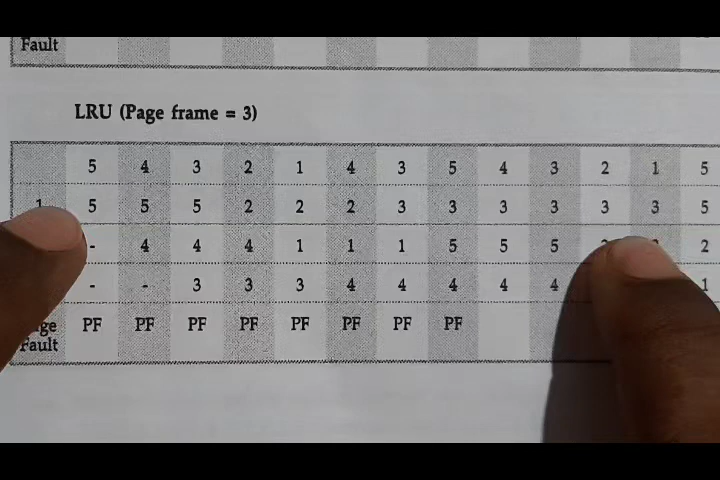 Fault
LRU (Page frame = 3)
5 4 3 2 1 4 3 5 4 3 2 1 5
1 5 5 5 2 2 2 3 3 3 3 3 3 5
- 4 4 4 1 1 1 5 5 5 2
- - 3 3 3 4 4 4 4 4 1
PF PF PF PF PF PF PF PF
Fault